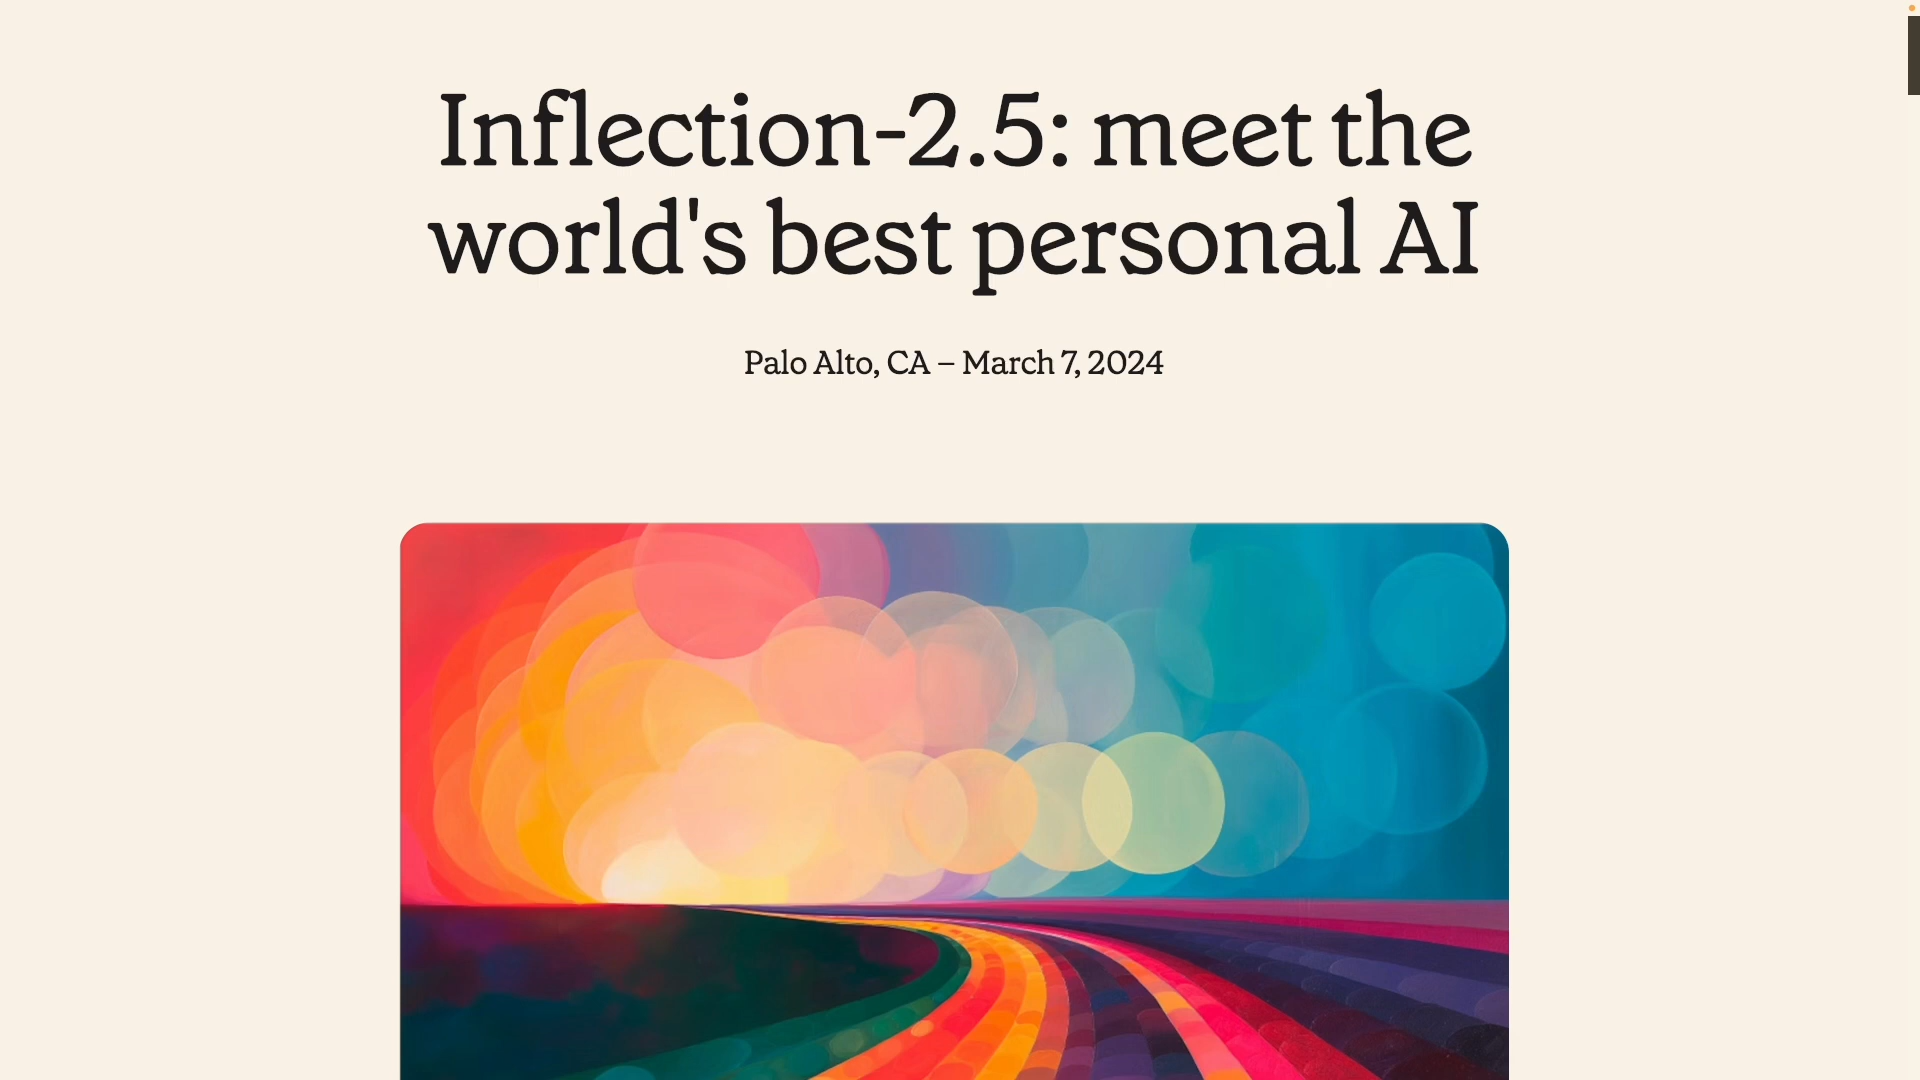 Inflection-2.5: meet the
world's best personal AI
Palo Alto, CA – March 7, 2024